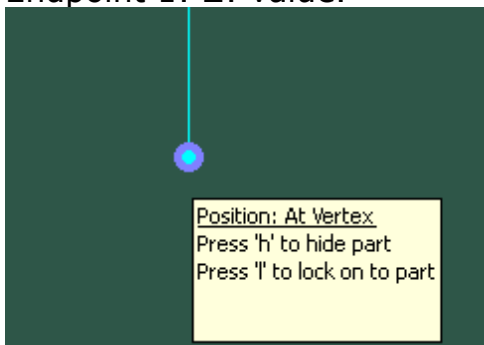 Position: At Vertex
Press 'h' to hide part
Press 'l' to lock on to part